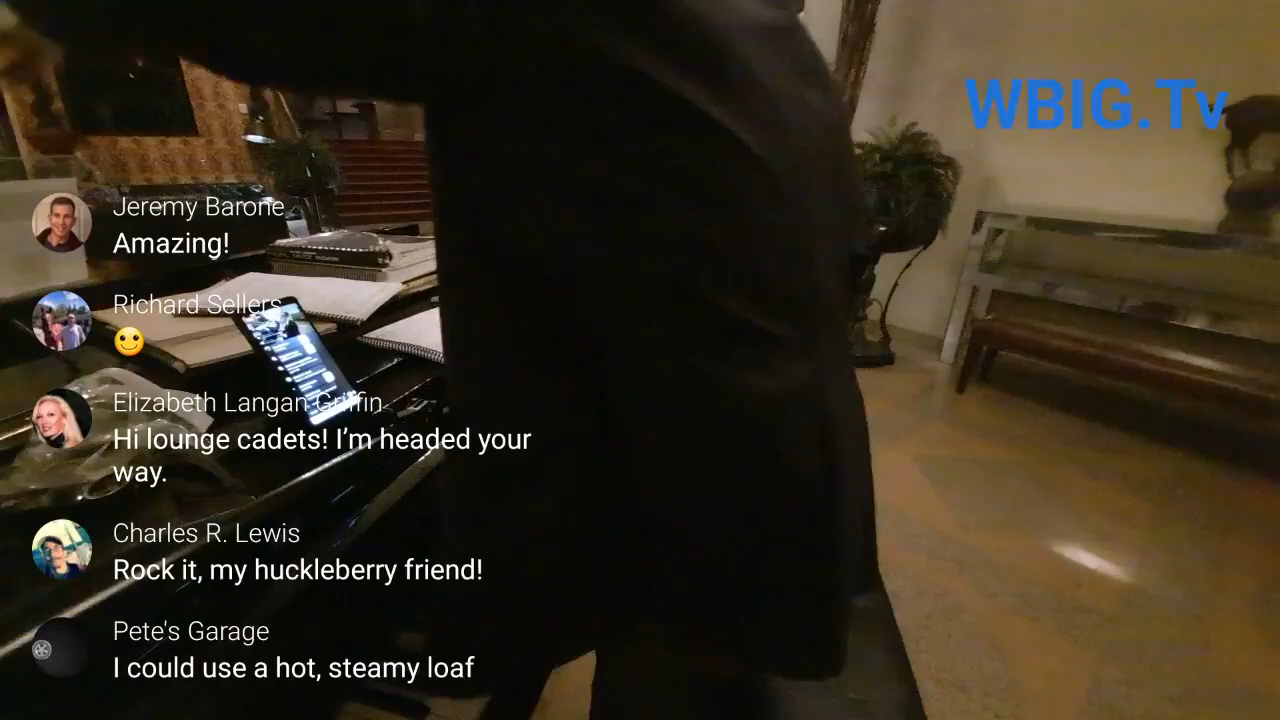 WBIG.Tv
Jeremy Barone
Amazing!
Richard Sellers
🙂
Elizabeth Langan Griffin
Hi lounge cadets! I’m headed your
way.
Charles R. Lewis
Rock it, my huckleberry friend!
Pete's Garage
I could use a hot, steamy loaf